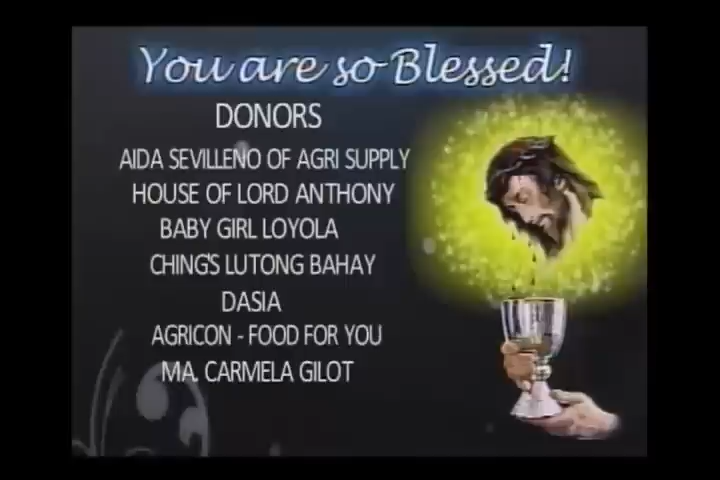 You are so Blessed!
DONORS
AIDA SEVILLENO OF AGRI SUPPLY
HOUSE OF LORD ANTHONY
BABY GIRL LOYOLA
CHING'S LUTONG BAHAY
DASIA
AGRICON - FOOD FOR YOU
MA. CARMELA GILOT